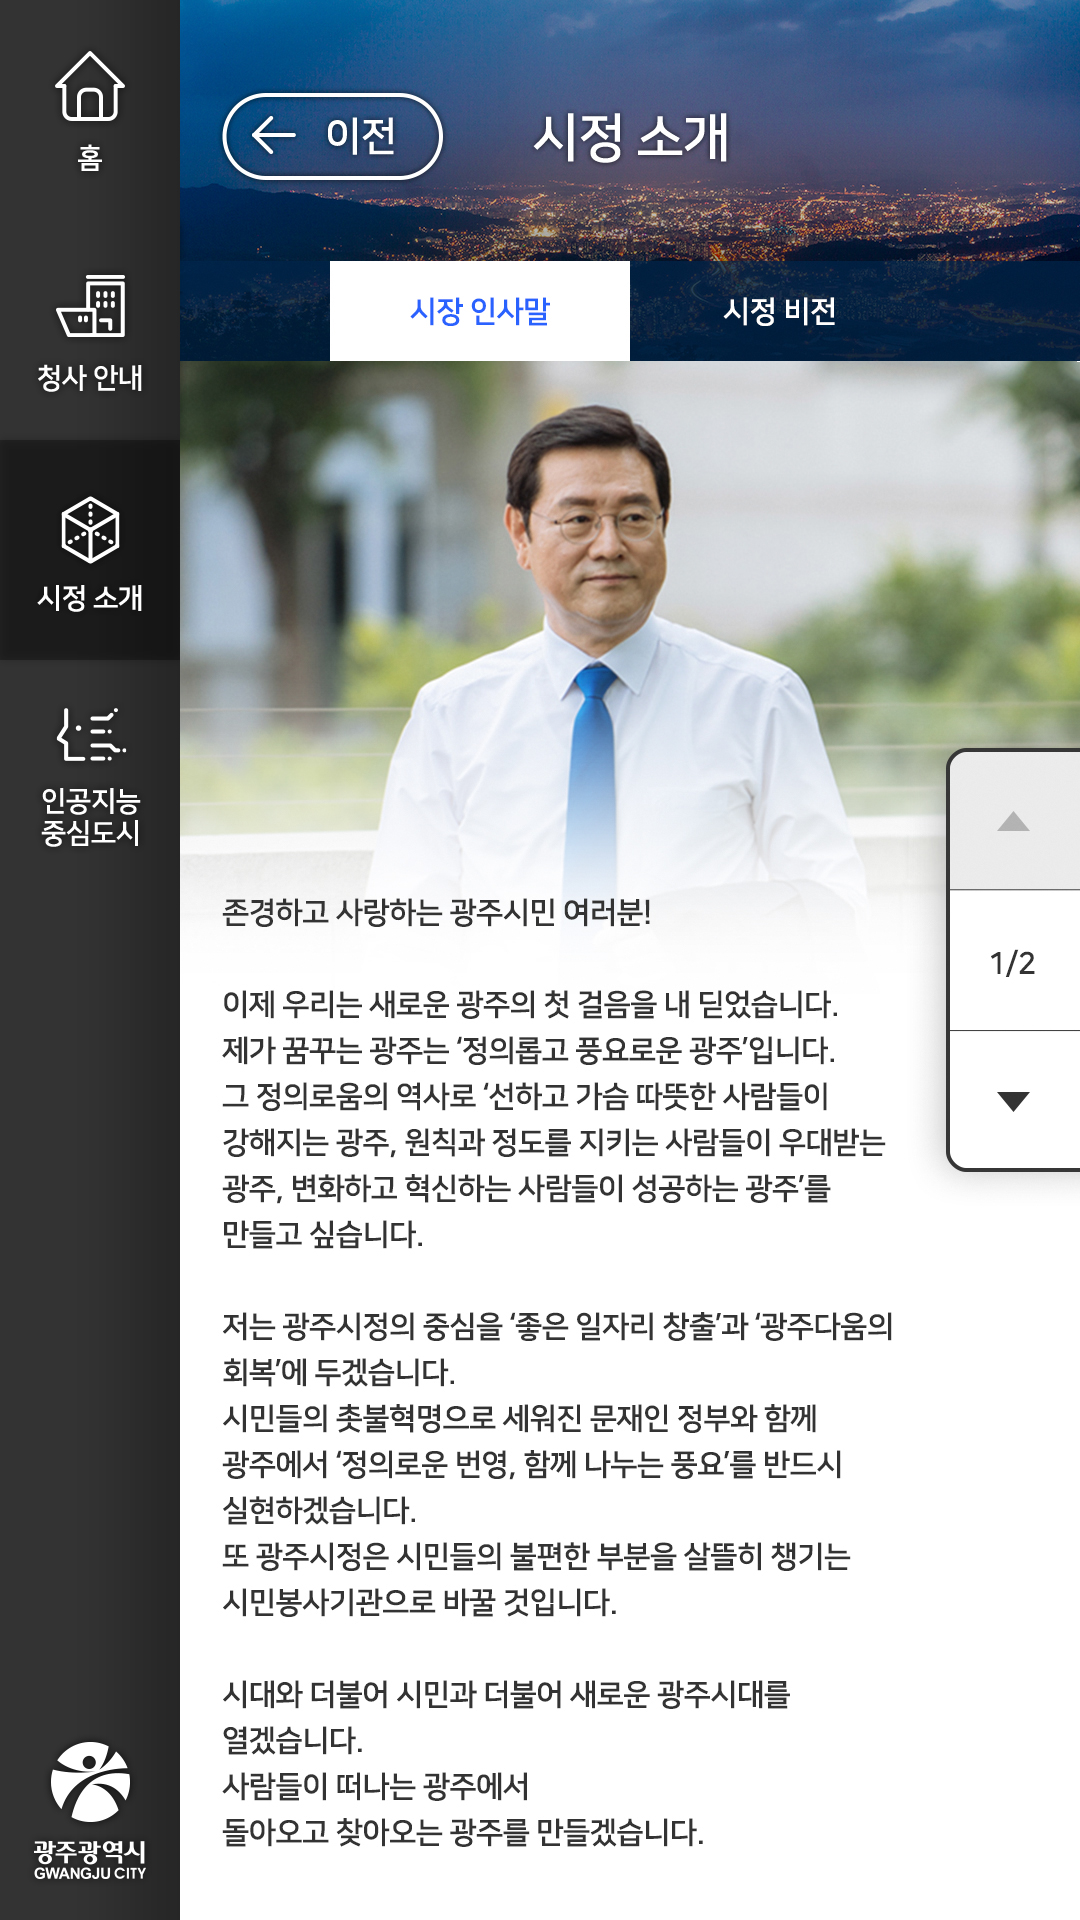 홈
청사 안내
시정 소개
인공지능
중심도시
광주광역시
GWANGJU CITY
이전
시정 소개
시장 인사말
시정 비전
존경하고 사랑하는 광주시민 여러분!
이제 우리는 새로운 광주의 첫 걸음을 내 딛었습니다.
제가 꿈꾸는 광주는 ‘정의롭고 풍요로운 광주’입니다.
그 정의로움의 역사로 ‘선하고 가슴 따뜻한 사람들이
강해지는 광주, 원칙과 정도를 지키는 사람들이 우대받는
광주, 변화하고 혁신하는 사람들이 성공하는 광주’를
만들고 싶습니다.
저는 광주시정의 중심을 ‘좋은 일자리 창출’과 ‘광주다움의
회복’에 두겠습니다.
시민들의 촛불혁명으로 세워진 문재인 정부와 함께
광주에서 ‘정의로운 번영, 함께 나누는 풍요’를 반드시
실현하겠습니다.
또 광주시정은 시민들의 불편한 부분을 살뜰히 챙기는
시민봉사기관으로 바꿀 것입니다.
시대와 더불어 시민과 더불어 새로운 광주시대를
열겠습니다.
사람들이 떠나는 광주에서
돌아오고 찾아오는 광주를 만들겠습니다.
1/2